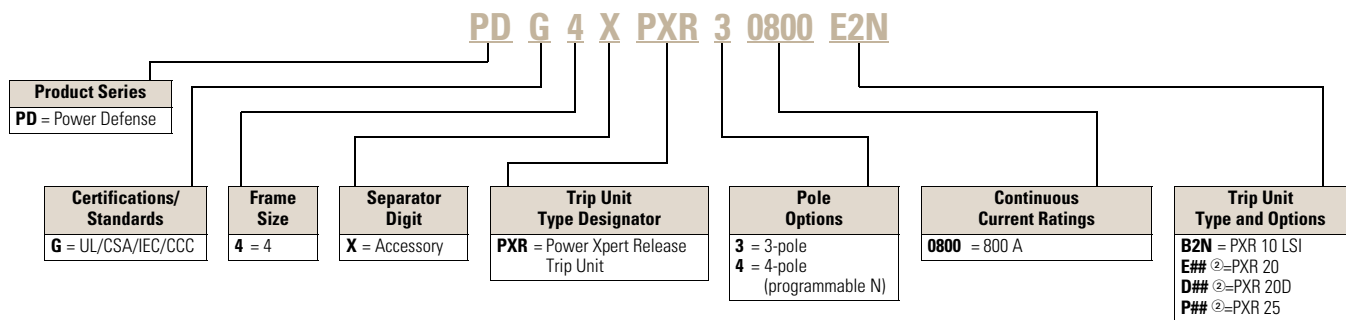 PD G 4 X PXR 3 0800 E2N
Product Series
PD = Power Defense
Certifications/
Standards
G = UL/CSA/IEC/CCC
Frame
Size
4 = 4
Separator
Digit
X = Accessory
Trip Unit
Type Designator
PXR = Power Xpert Release
Trip Unit
Pole
Options
3 = 3-pole
4 = 4-pole
(programmable N)
Continuous
Current Ratings
0800 = 800 A
Trip Unit
Type and Options
B2N = PXR 10 LSI
E## ②=PXR 20
D## ②=PXR 20D
P## ②=PXR 25